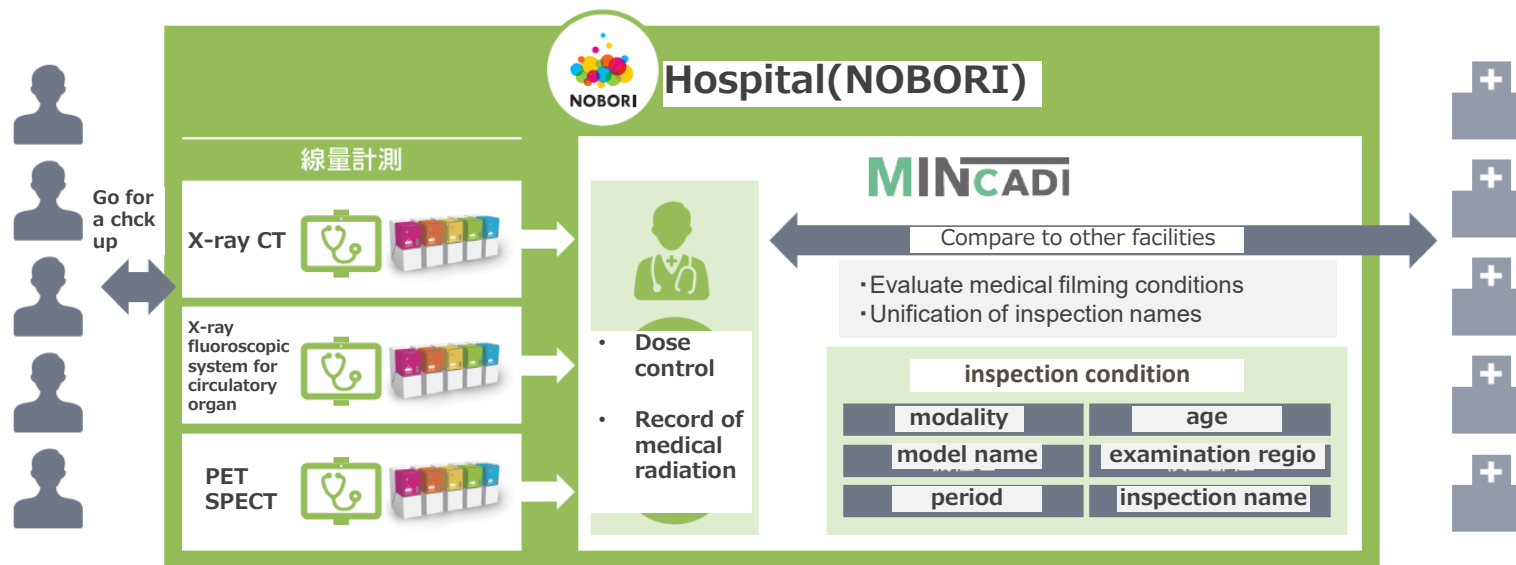 NOBORI
Hospital(NOBORI)
線量計測
Go for
a chck
up
X-ray CT
X-ray
fluoroscopic
system for
circulatory
organ
PET
SPECT
• Dose
control
• Record of
medical
radiation
MINCADI
Compare to other facilities
・Evaluate medical filming conditions
・Unification of inspection names
inspection condition
modality
age
model name
examination regio
period
inspection name